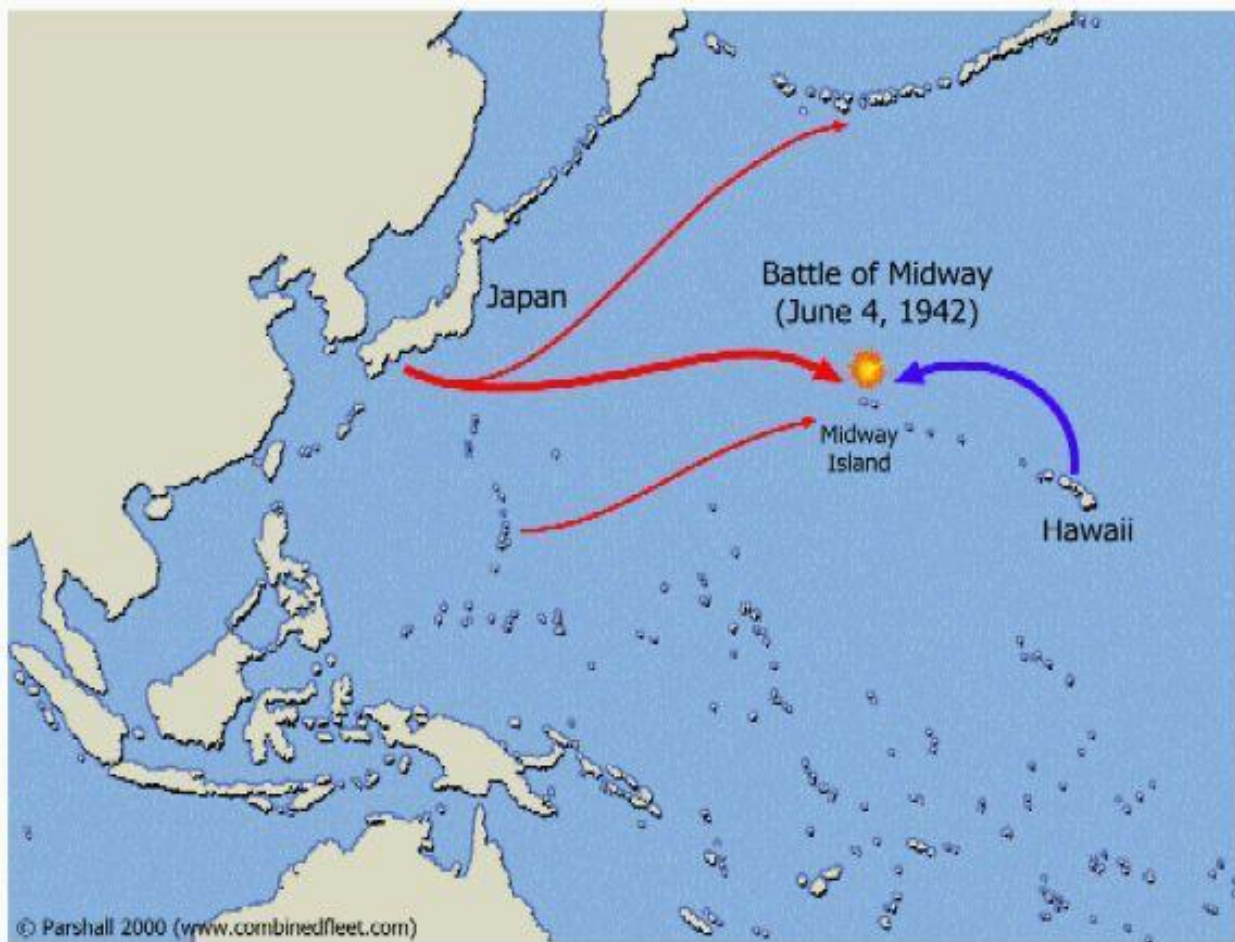 Japan
Battle of Midway
(June 4, 1942)
Midway
Island
Hawaii
© Parshall 2000 (www.combinedfleet.com)